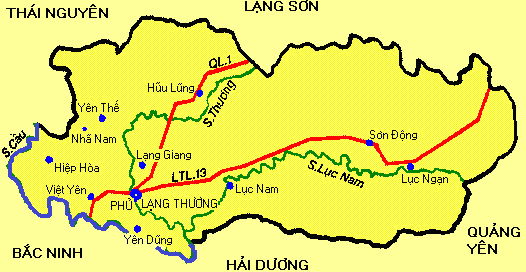 THÁI NGUYÊN
LẠNG SƠN
QL.1
Hữu Lũng
S.Thương
Yên Thế
S.Cầu
Nhã Nam
Sơn Động
Hiệp Hòa
Lạng Giang
LTL.13
S.Lục Nam
Lục Ngạn
Việt Yên
Lục Nam
PHỦ LẠNG THƯƠNG
Yên Dũng
QUẢNG
YÊN
BẮC NINH
HẢI DƯƠNG